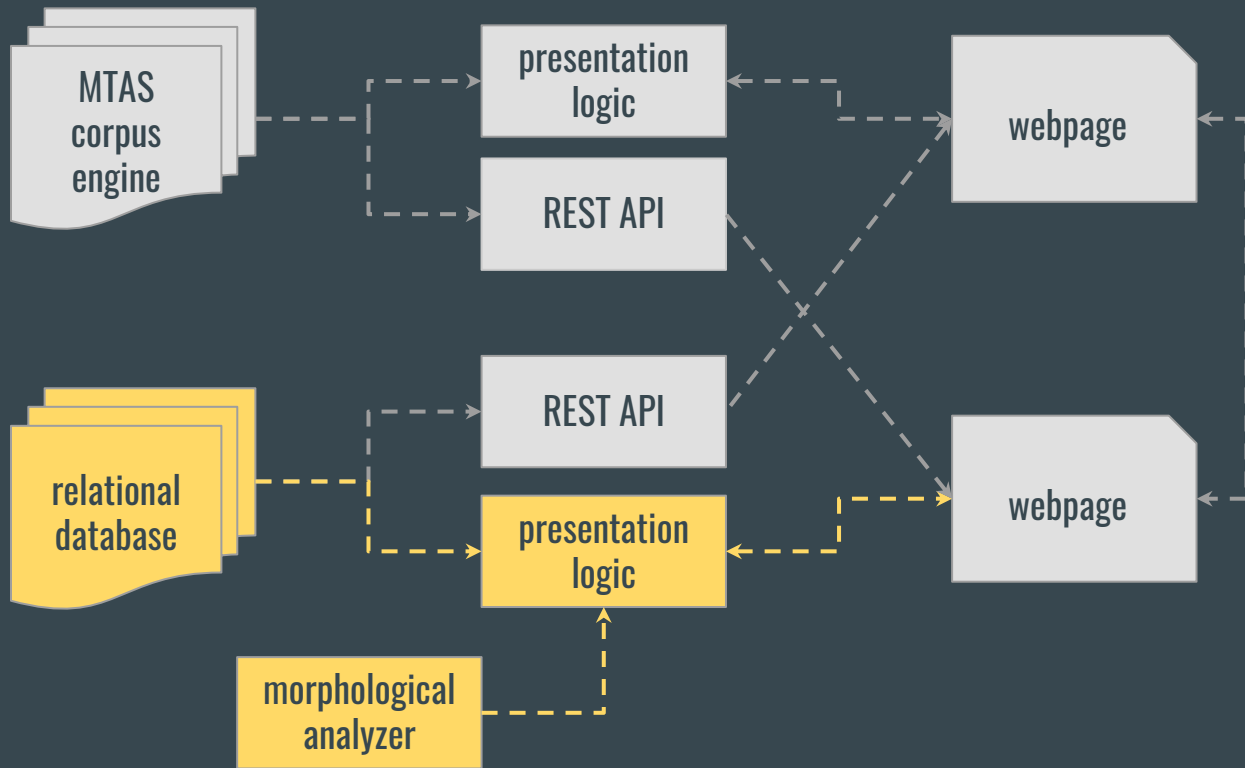 MTAS
corpus
engine
presentation
logic
REST API
webpage
relational
database
REST API
presentation
logic
webpage
morphological
analyzer